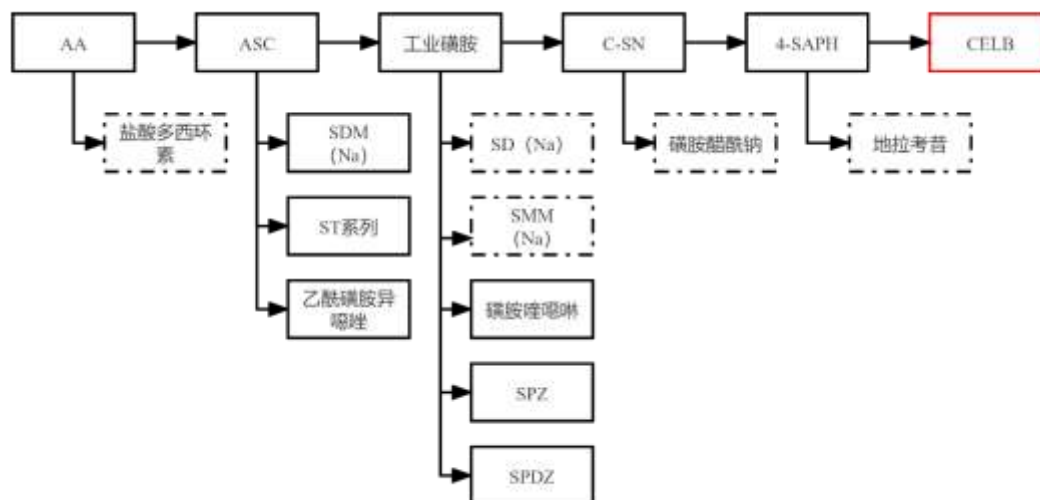 AA
ASC
工业磺胺
C-SN
4-SAPH
CELB
盐酸多西环
素
SDM
（Na）
SD（Na）
磺胺醋酰钠
地拉考昔
ST系列
SMM
（Na）
乙酰磺胺异
噁唑
磺胺喹噁啉
SPZ
SPDZ